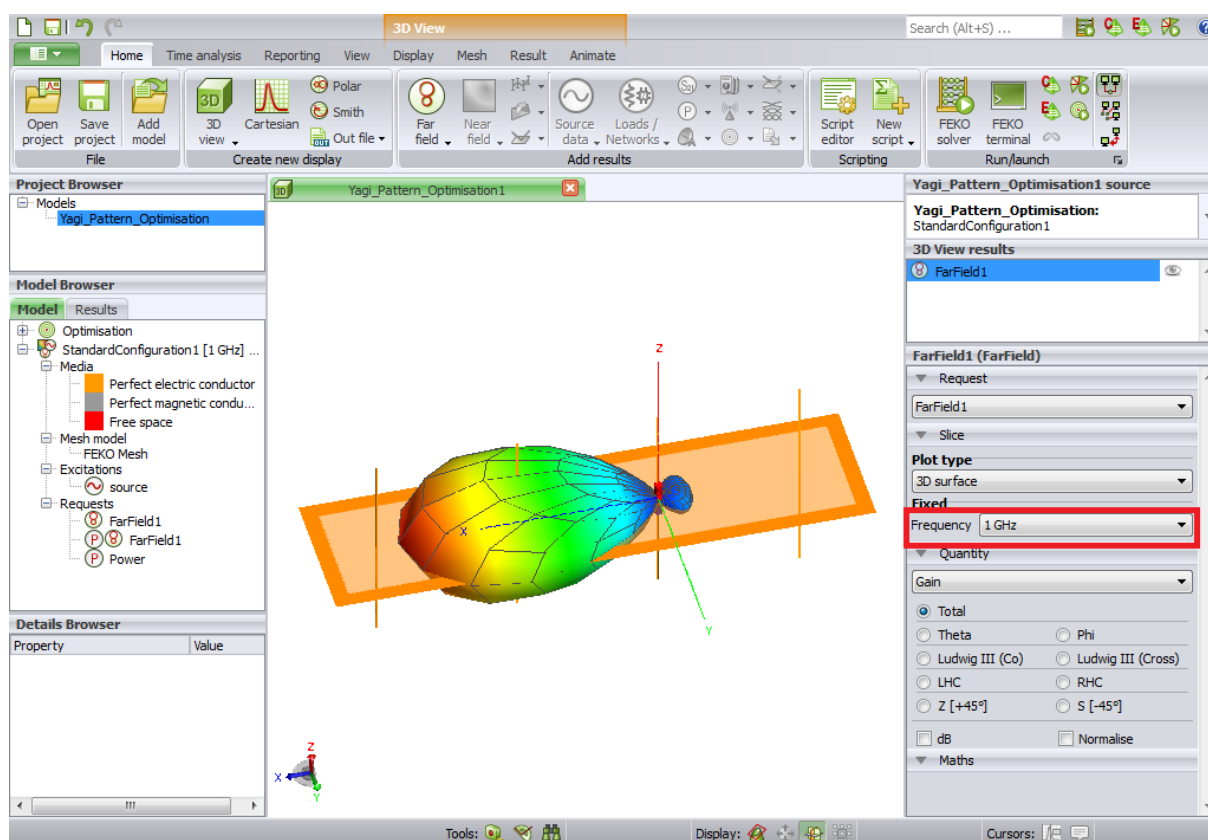 3D View
Search (Alt+S) ...
Home Time analysis Reporting View Display Mesh Result Animate
Open project
Save project
Add model
File
3D view
Cartesian
Polar
Smith
Out file
Create new display
Far field
Near field
Source data
Loads / Networks
Add results
Script editor
New script
Scripting
FEKO solver
FEKO terminal
Run/launch
Project Browser
Models
Yagi_Pattern_Optimisation
Model Browser
Model Results
Optimisation
StandardConfiguration1 [1 GHz] ...
Media
Perfect electric conductor
Perfect magnetic condu...
Free space
Mesh model
FEKO Mesh
Excitations
source
Requests
FarField1
FarField1
Power
Details Browser
Property Value
3D Yagi_Pattern_Optimisation1
Z
X
Y
Z
X
Y
Yagi_Pattern_Optimisation1 source
Yagi_Pattern_Optimisation:
StandardConfiguration1
3D View results
FarField1
FarField1 (FarField)
Request
FarField1
Slice
Plot type
3D surface
Fixed
Frequency 1 GHz
Quantity
Gain
Total
Theta Phi
Ludwig III (Co) Ludwig III (Cross)
LHC RHC
Z [+45°] S [-45°]
dB Normalise
Maths
Tools: Display: Cursors: